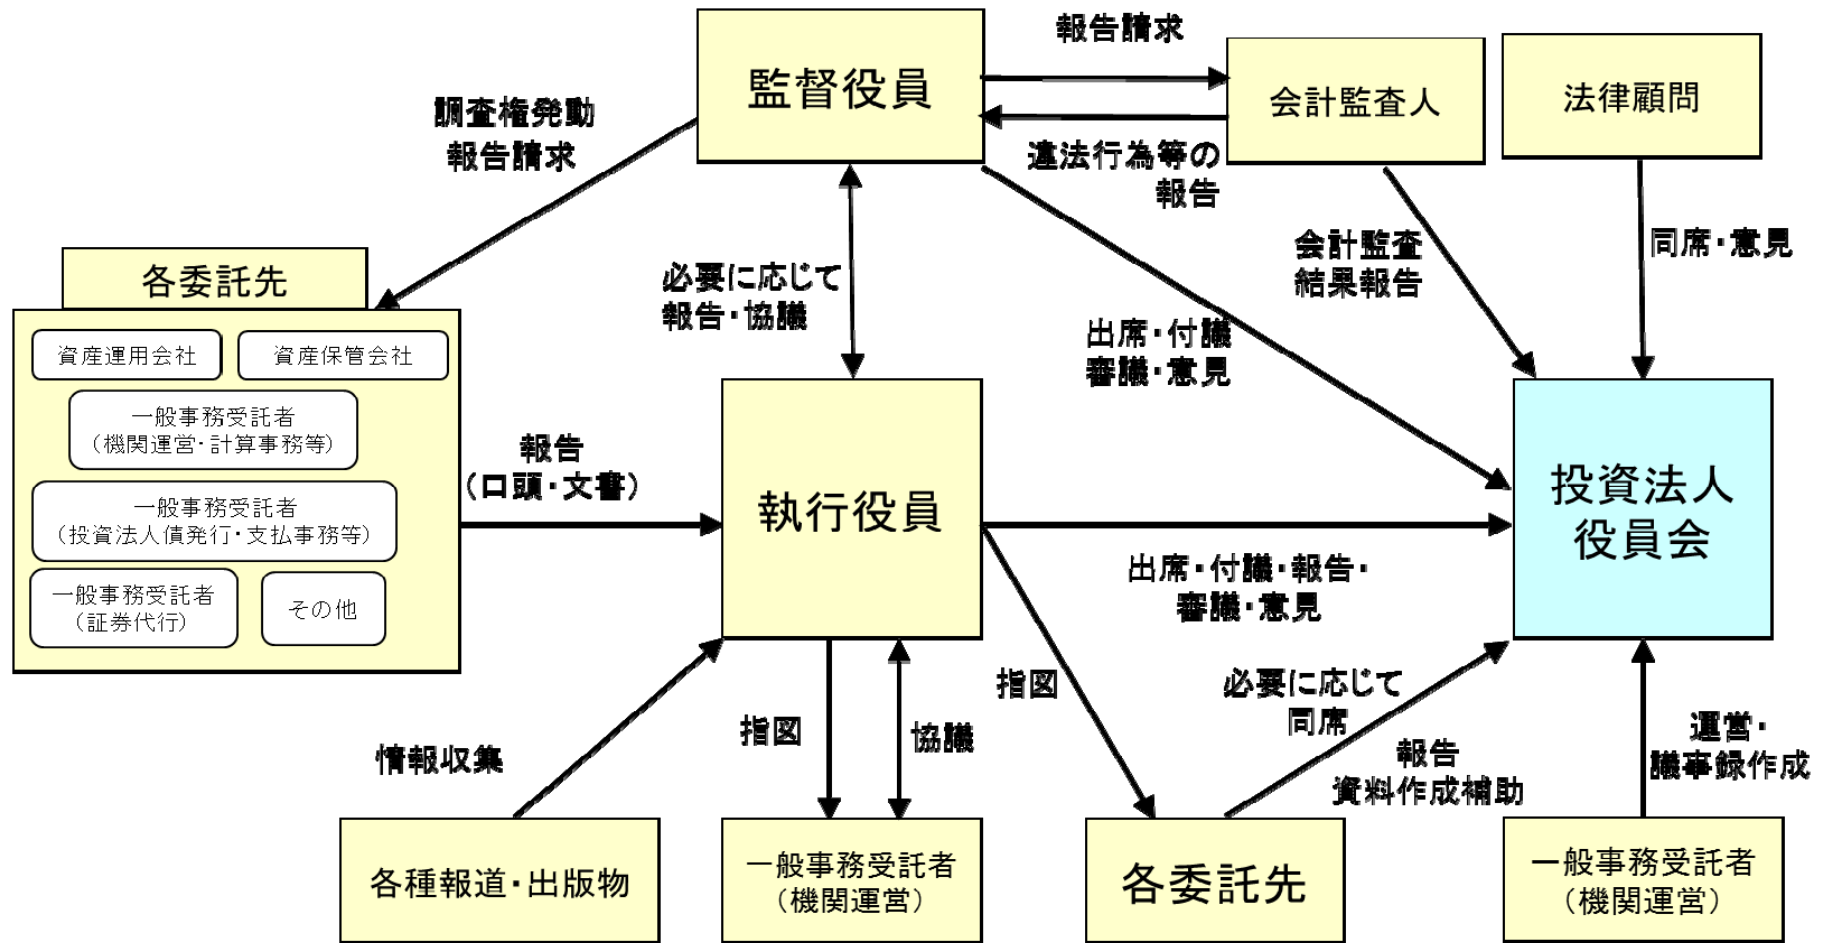 報告請求
監督役員
会計監査人
法律顧問
調査権発動
報告請求
違法行為等の
報告
会計監査
結果報告
同席・意見
各委託先
必要に応じて
報告・協議
出席・付議
審議・意見
資産運用会社
資産保管会社
一般事務受託者
（機関運営・計算事務等）
一般事務受託者
（投資法人債発行・支払事務等）
一般事務受託者
（証券代行）
その他
報告
（口頭・文書）
執行役員
投資法人
役員会
出席・付議・報告・
審議・意見
情報収集
指図
協議
指図
必要に応じて
同席
報告
資料作成補助
運営・
議事録作成
各種報道・出版物
一般事務受託者
（機関運営）
各委託先
一般事務受託者
（機関運営）